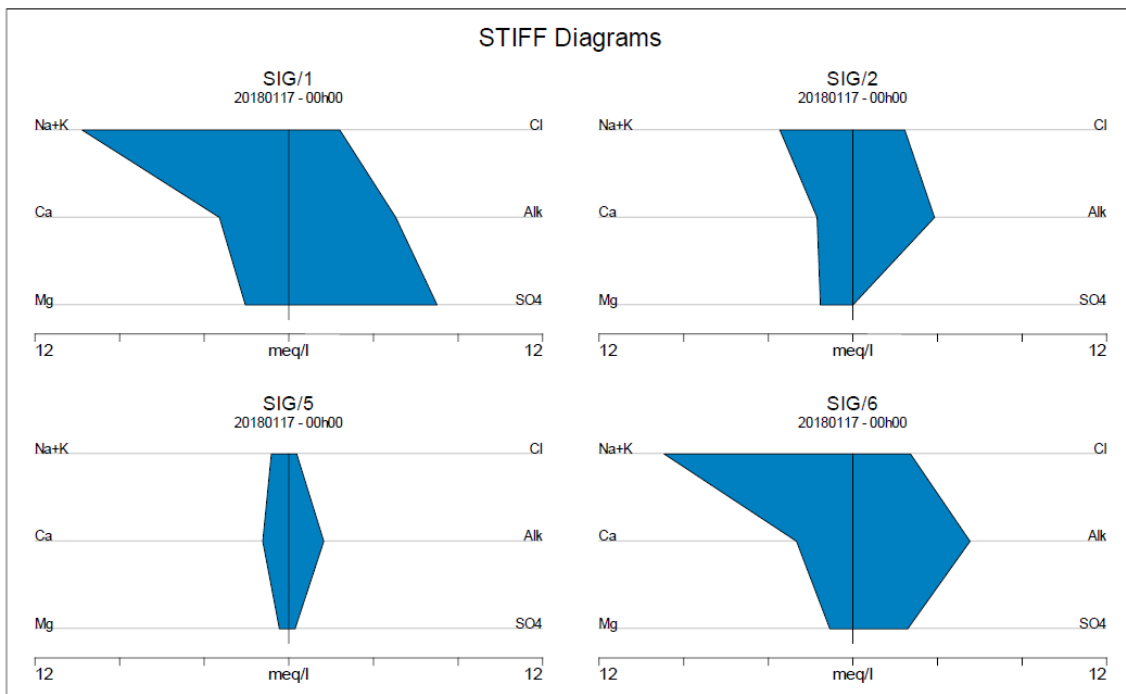 STIFF Diagrams
SIG/1
20180117 - 00h00
Na+K Cl
Ca Alk
Mg SO4
12 meq/l 12
SIG/2
20180117 - 00h00
Na+K Cl
Ca Alk
Mg SO4
12 meq/l 12
SIG/5
20180117 - 00h00
Na+K Cl
Ca Alk
Mg SO4
12 meq/l 12
SIG/6
20180117 - 00h00
Na+K Cl
Ca Alk
Mg SO4
12 meq/l 12